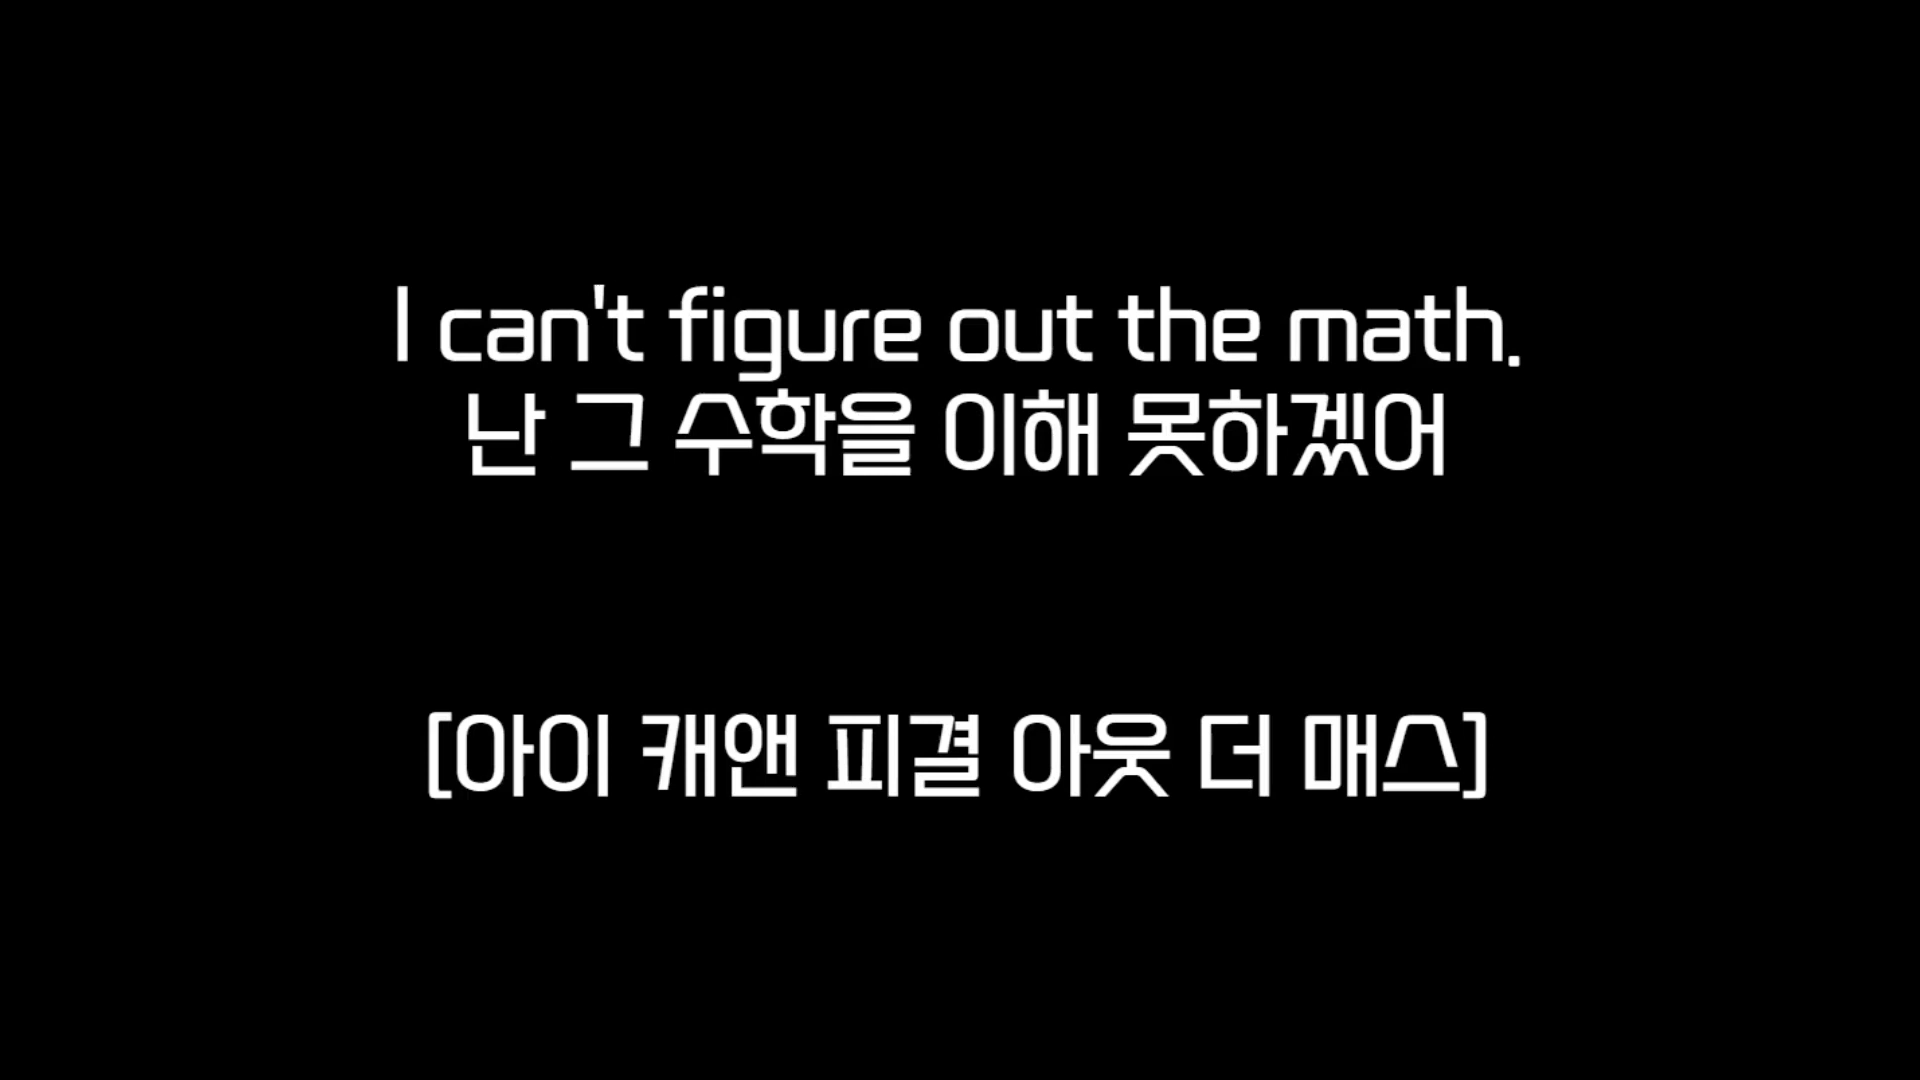 I can't figure out the math.
난 그 수학을 이해 못하겠어
[아이 캐앤 피결 아웃 더 매스]